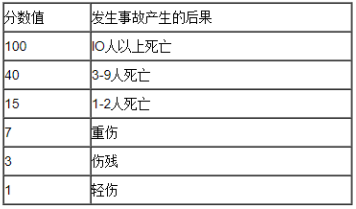 分数值 发生事故产生的后果
100 IO人以上死亡
40 3-9人死亡
15 1-2人死亡
7 重伤
3 伤残
1 轻伤